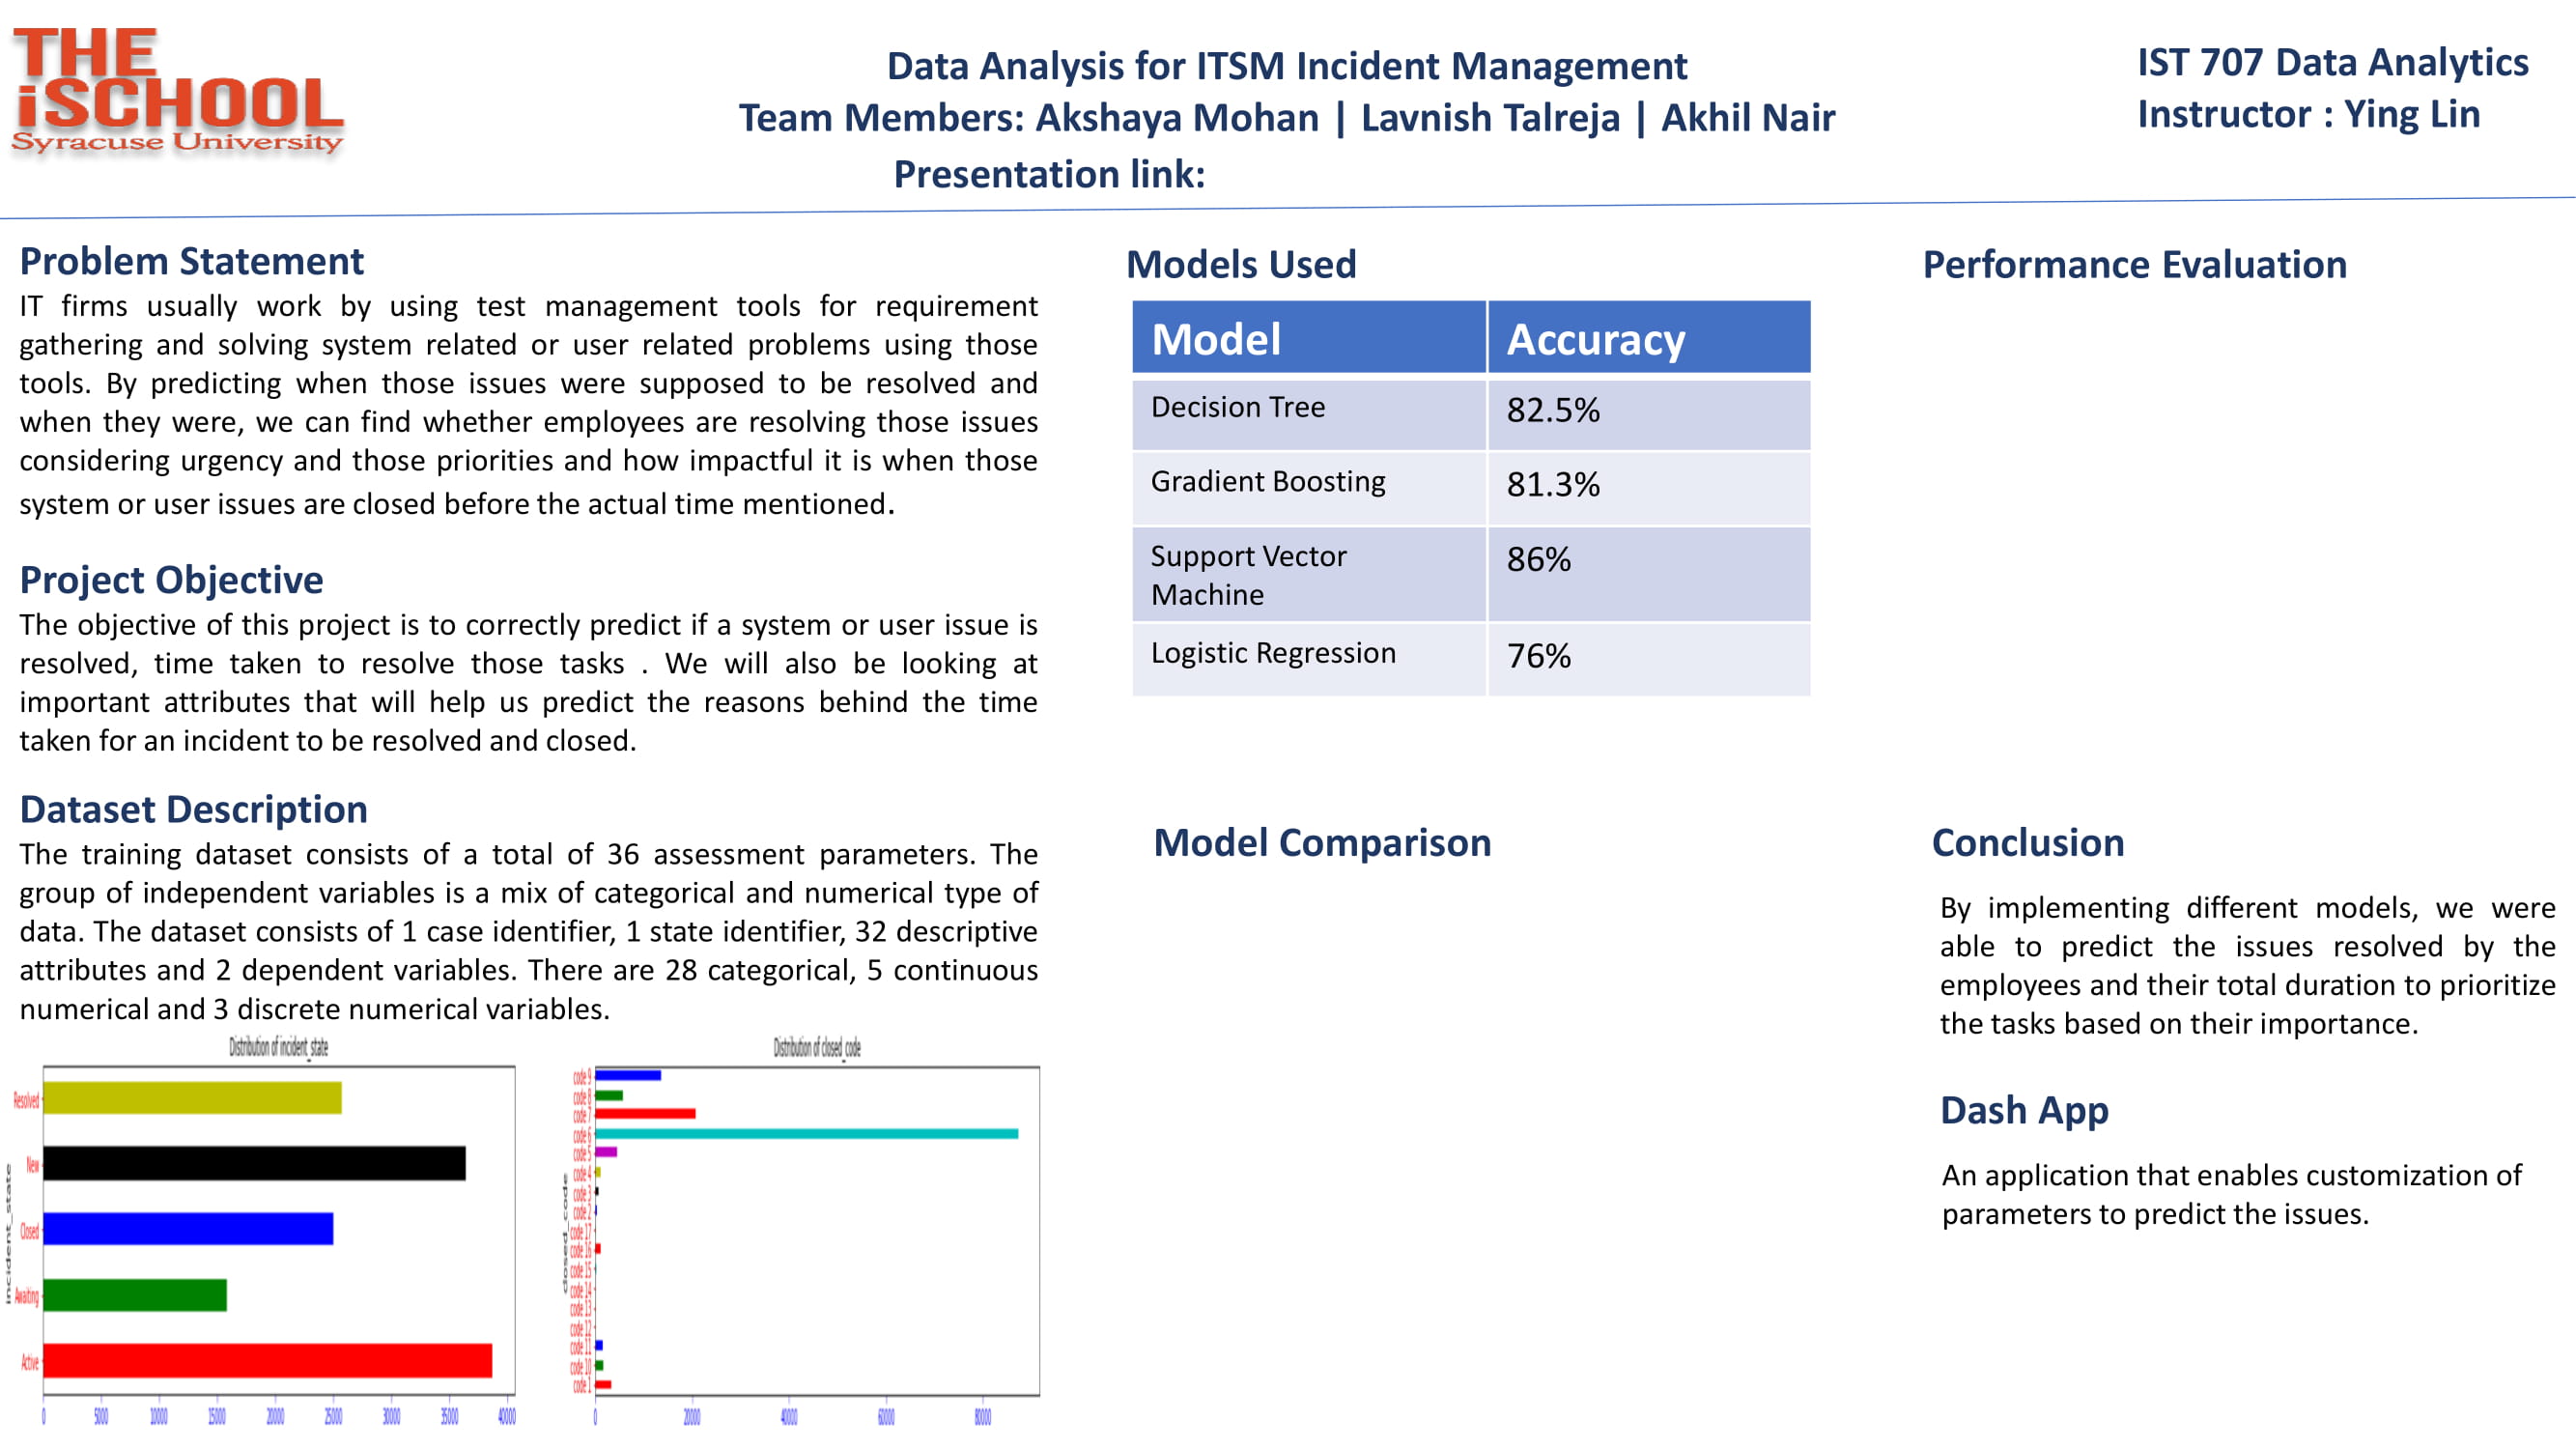 THE
iSCHOOL
Syracuse University
Data Analysis for ITSM Incident Management
Team Members: Akshaya Mohan | Lavnish Talreja | Akhil Nair
Presentation link:
IST 707 Data Analytics
Instructor : Ying Lin
Problem Statement
IT firms usually work by using test management tools for requirement
gathering and solving system related or user related problems using those
tools. By predicting when those issues were supposed to be resolved and
when they were, we can find whether employees are resolving those issues
considering urgency and those priorities and how impactful it is when those
system or user issues are closed before the actual time mentioned.
Project Objective
The objective of this project is to correctly predict if a system or user issue is
resolved, time taken to resolve those tasks . We will also be looking at
important attributes that will help us predict the reasons behind the time
taken for an incident to be resolved and closed.
Dataset Description
The training dataset consists of a total of 36 assessment parameters. The
group of independent variables is a mix of categorical and numerical type of
data. The dataset consists of 1 case identifier, 1 state identifier, 32 descriptive
attributes and 2 dependent variables. There are 28 categorical, 5 continuous
numerical and 3 discrete numerical variables.
Distribution of incident_state
incident_state
Resolved
New
Closed
Awaiting
Active
0 5000 10000 15000 20000 25000 30000 35000 40000
Distribution of closed_code
closed_code
code 9
code 8
code 7
code 6
code 5
code 4
code 3
code 2
code 17
code 16
code 15
code 14
code 13
code 12
code 11
code 10
code 1
0 20000 40000 60000 80000
Models Used
Model Accuracy
Decision Tree 82.5%
Gradient Boosting 81.3%
Support Vector 86%
Machine
Logistic Regression 76%
Model Comparison
Performance Evaluation
Conclusion
By implementing different models, we were
able to predict the issues resolved by the
employees and their total duration to prioritize
the tasks based on their importance.
Dash App
An application that enables customization of
parameters to predict the issues.